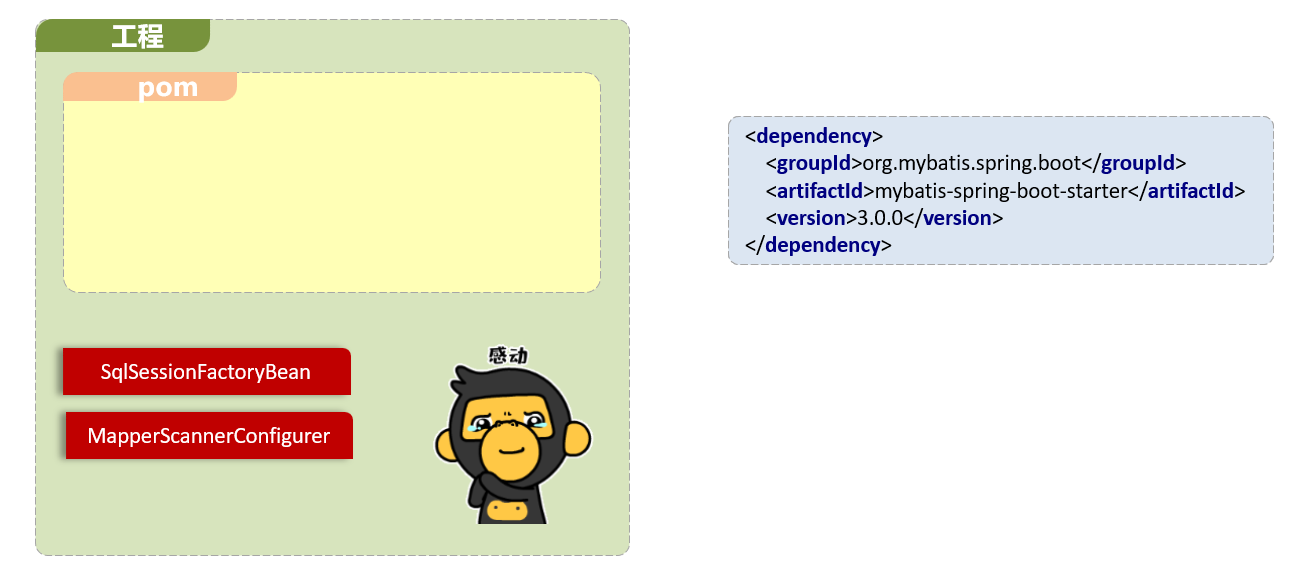 工程
pom
<dependency>
<groupId>org.mybatis.spring.boot</groupId>
<artifactId>mybatis-spring-boot-starter</artifactId>
<version>3.0.0</version>
</dependency>
SqlSessionFactoryBean
MapperScannerConfigurer
感动